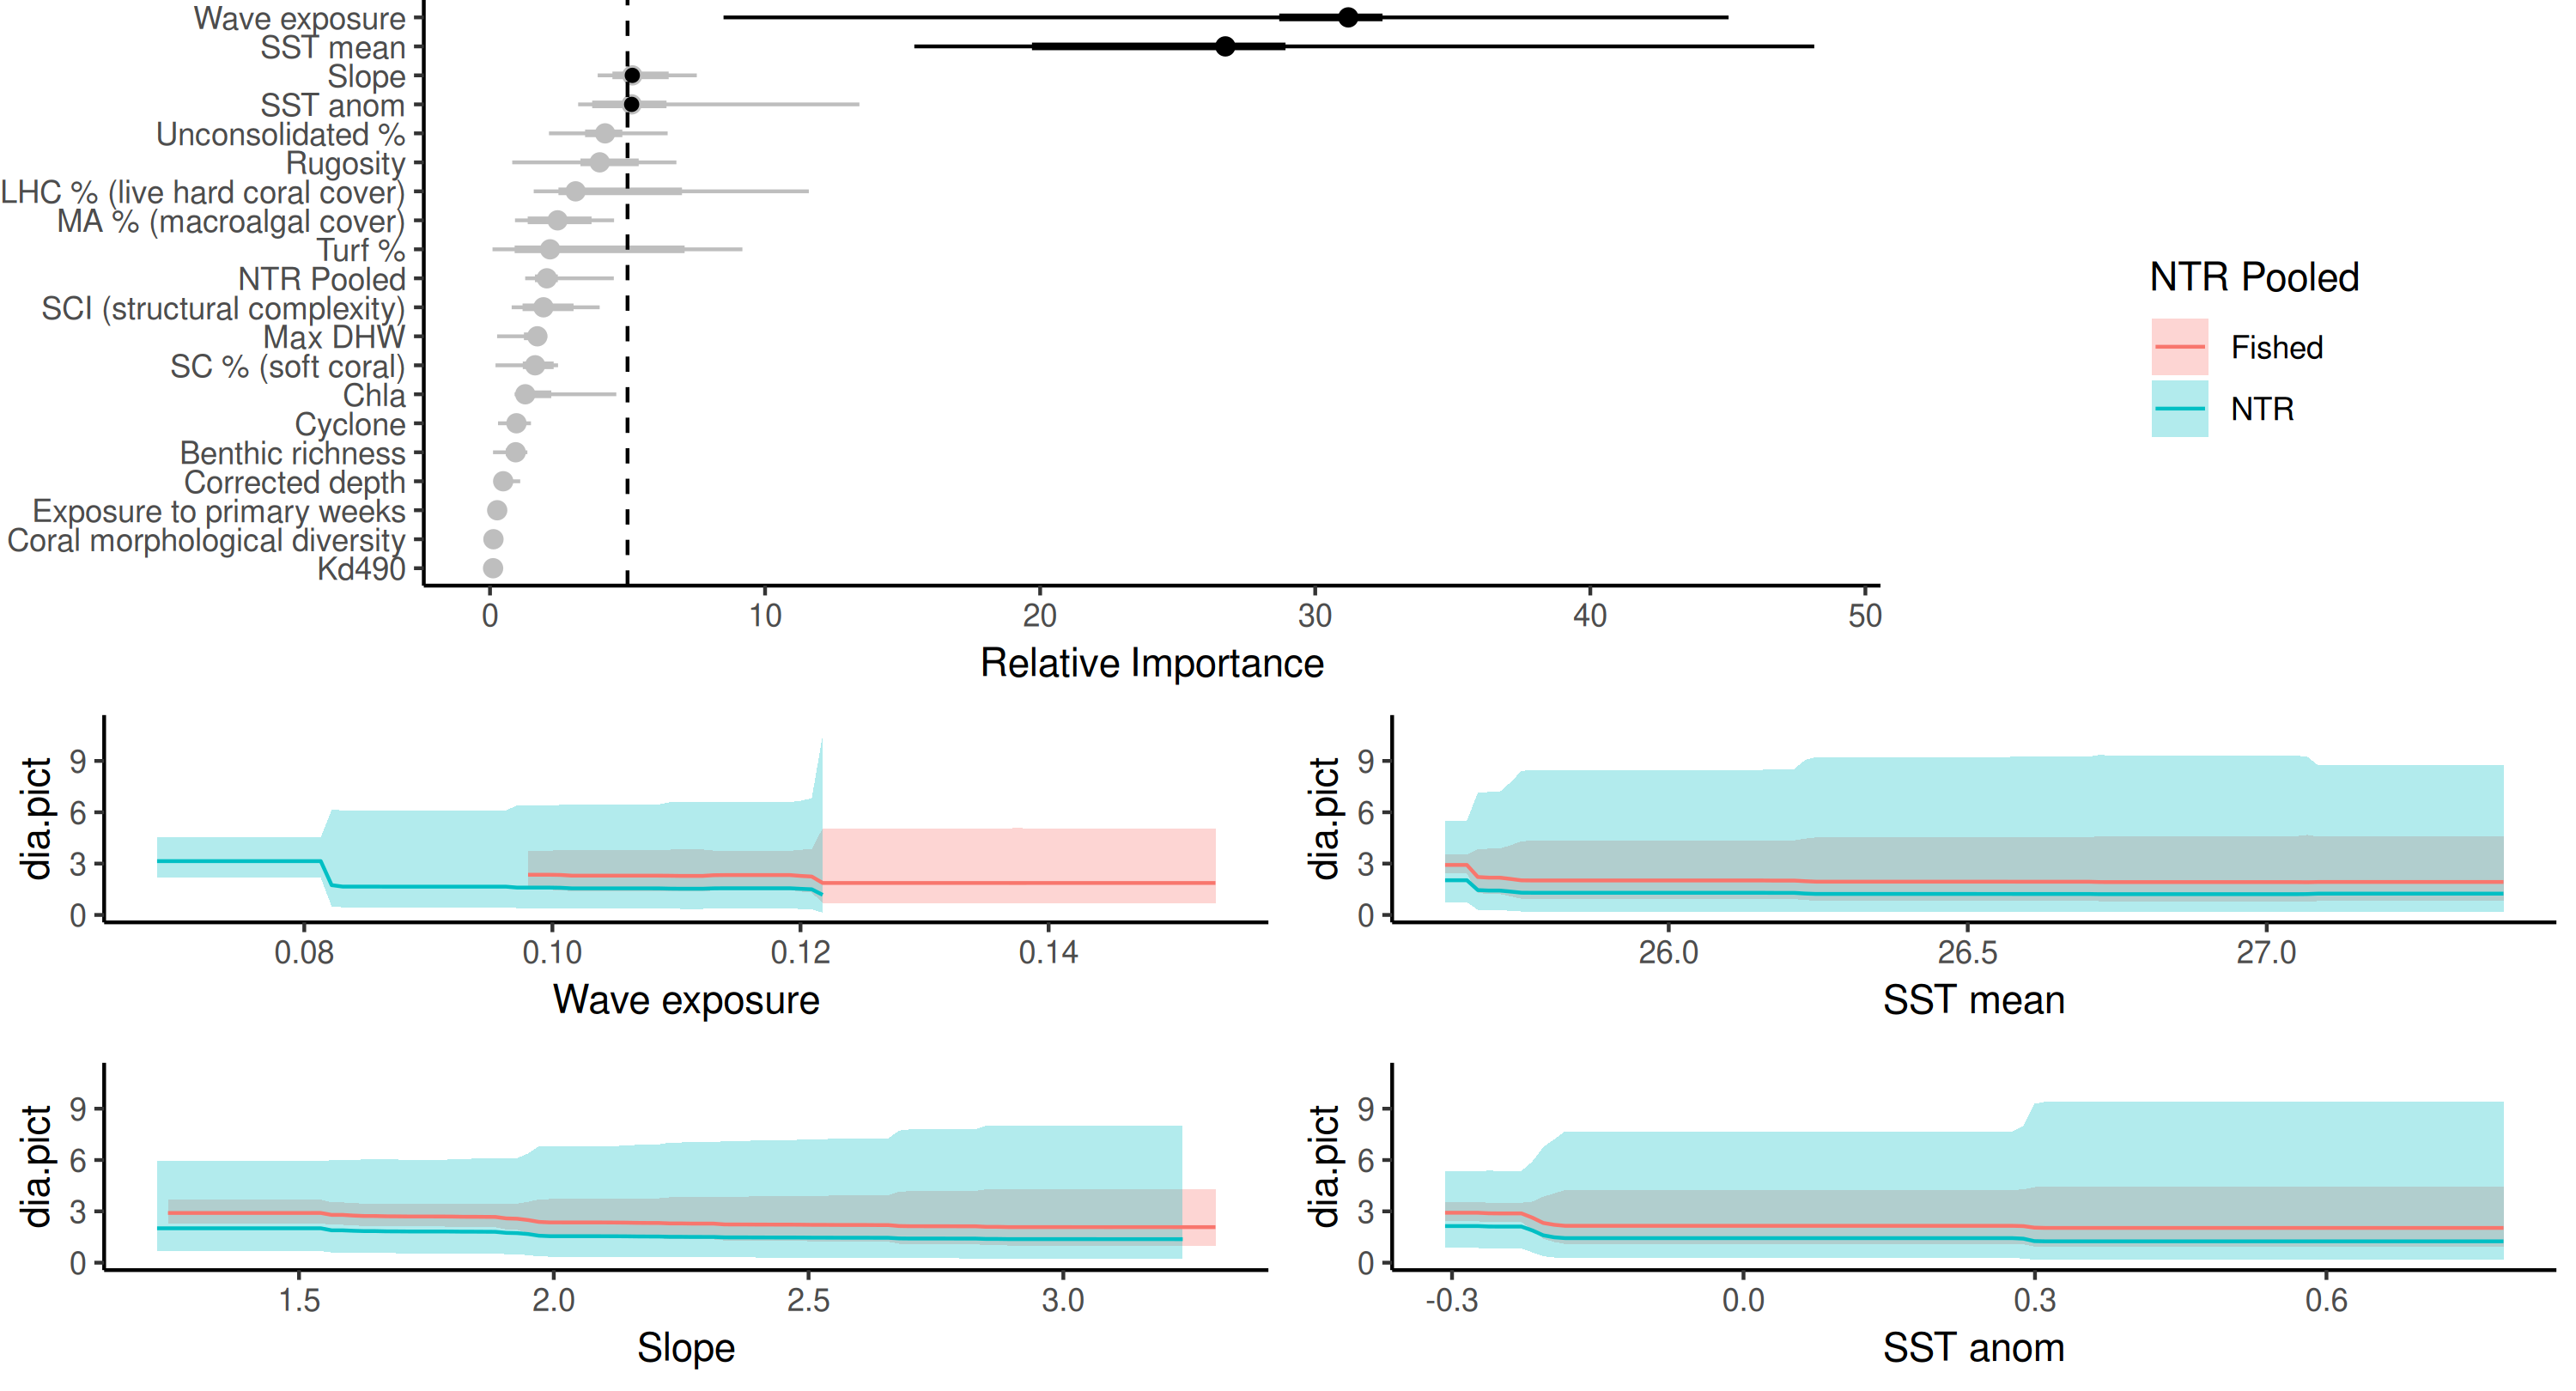 Wave exposure
SST mean
Slope
SST anom
Unconsolidated %
Rugosity
LHC % (live hard coral cover)
MA % (macroalgal cover)
Turf %
NTR Pooled
SCI (structural complexity)
Max DHW
SC % (soft coral)
Chla
Cyclone
Benthic richness
Corrected depth
Exposure to primary weeks
Coral morphological diversity
Kd490
0 10 20 30 40 50
Relative Importance
NTR Pooled
Fished
NTR
dia.pict
9
6
3
0
0.08 0.10 0.12 0.14
Wave exposure
dia.pict
9
6
3
0
26.0 26.5 27.0
SST mean
dia.pict
9
6
3
0
1.5 2.0 2.5 3.0
Slope
dia.pict
9
6
3
0
-0.3 0.0 0.3 0.6
SST anom